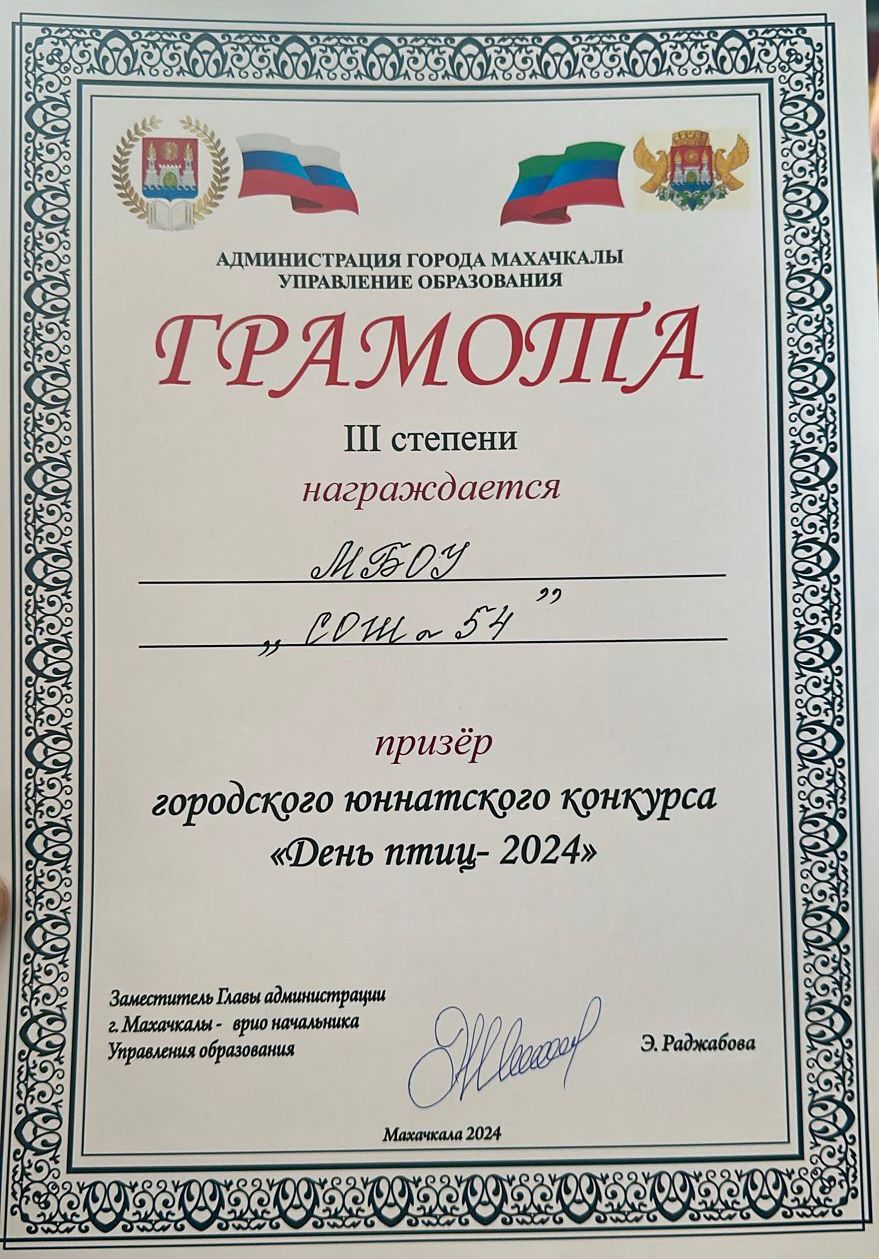 АДМИНИСТРАЦИЯ ГОРОДА МАХАЧКАЛЫ
УПРАВЛЕНИЕ ОБРАЗОВАНИЯ
ГРАМОТА
III степени
награждается
МБОУ
„ СОШ ~ 54 ”
призёр
городского юннатского конкурса
«День птиц- 2024»
Заместитель Главы администрации
г. Махачкалы - врио начальника
Управления образования
Э. Раджабова
Махачкала 2024